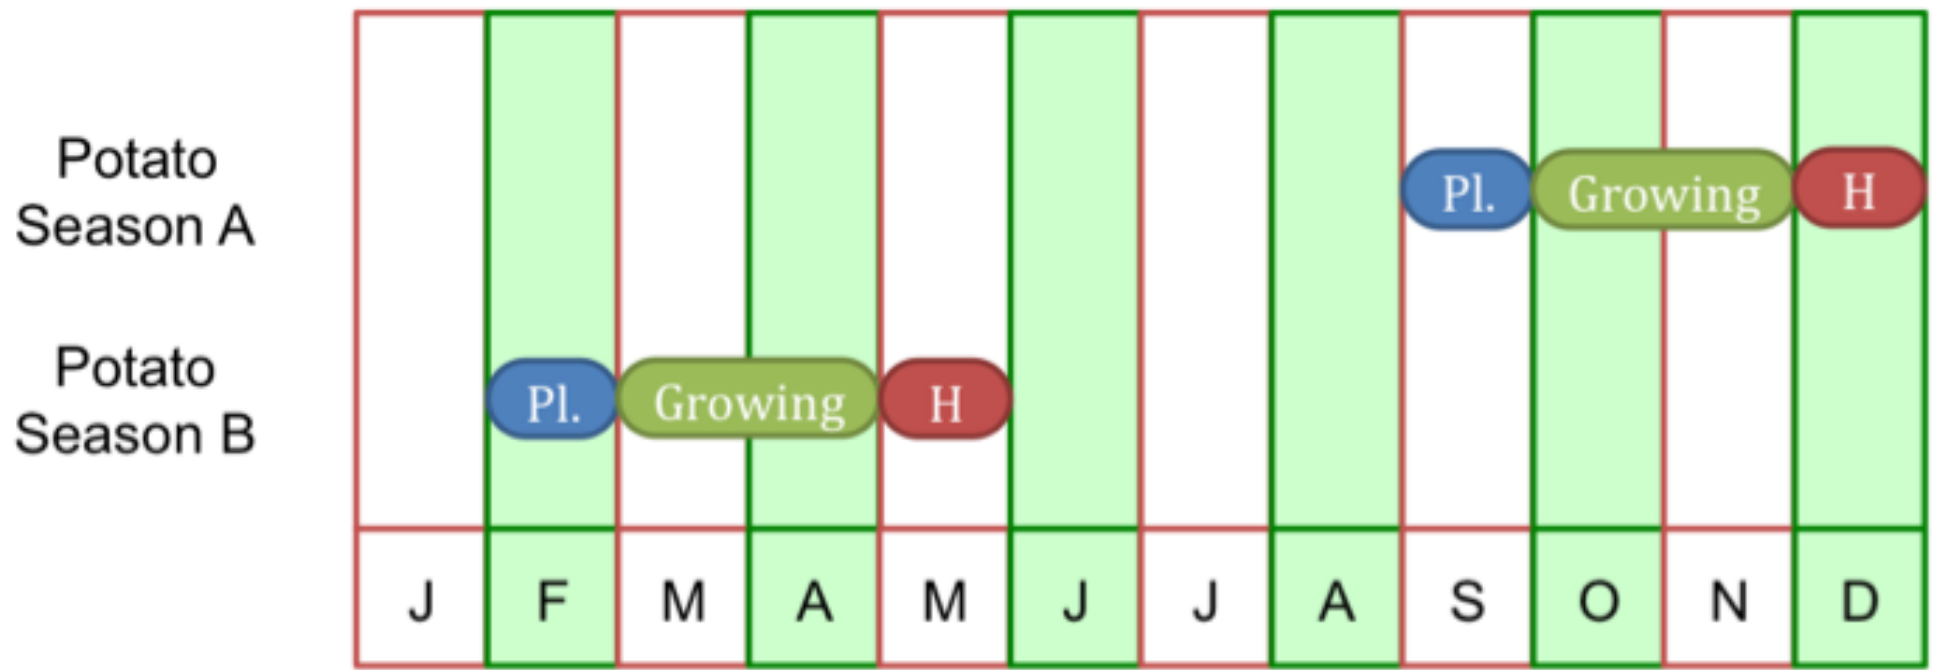 Potato
Season A
Pl. Growing H
Potato
Season B
Pl. Growing H
J F M A M J J A S O N D